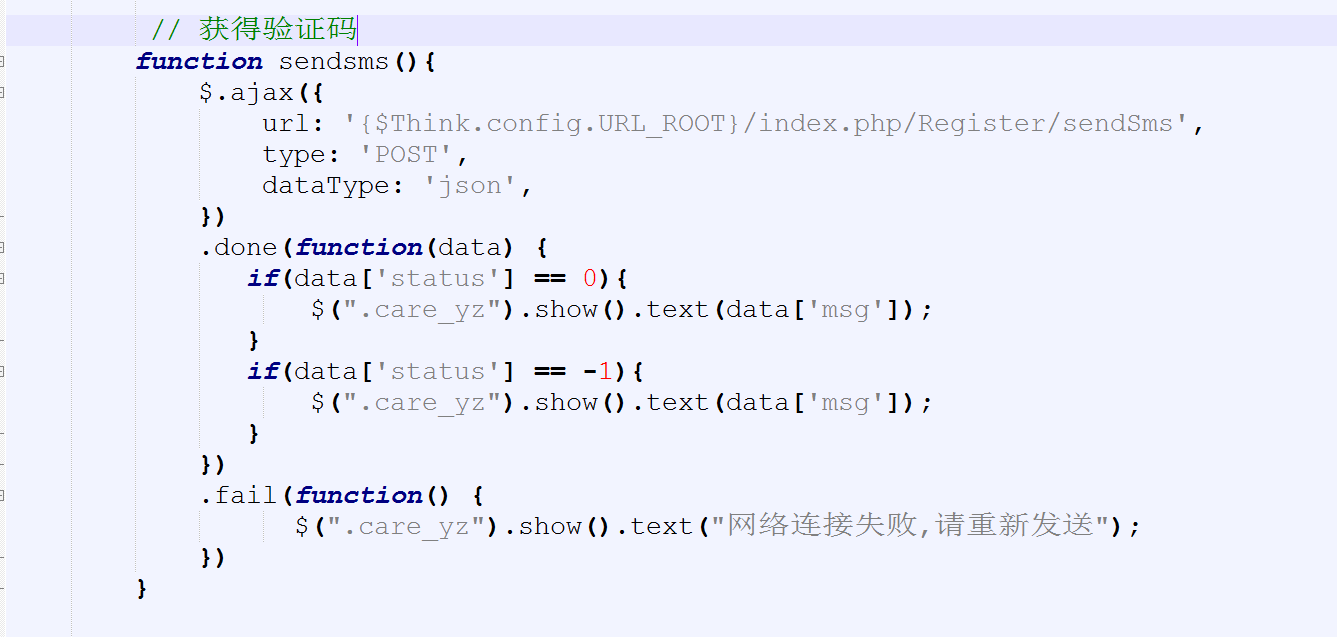 // 获得验证码
function sendsms(){
$.ajax({
url: '{$Think.config.URL_ROOT}/index.php/Register/sendSms',
type: 'POST',
dataType: 'json',
})
.done(function(data) {
if(data['status'] == 0){
$(".care_yz").show().text(data['msg']);
}
if(data['status'] == -1){
$(".care_yz").show().text(data['msg']);
}
})
.fail(function() {
$(".care_yz").show().text("网络连接失败,请重新发送");
})
}